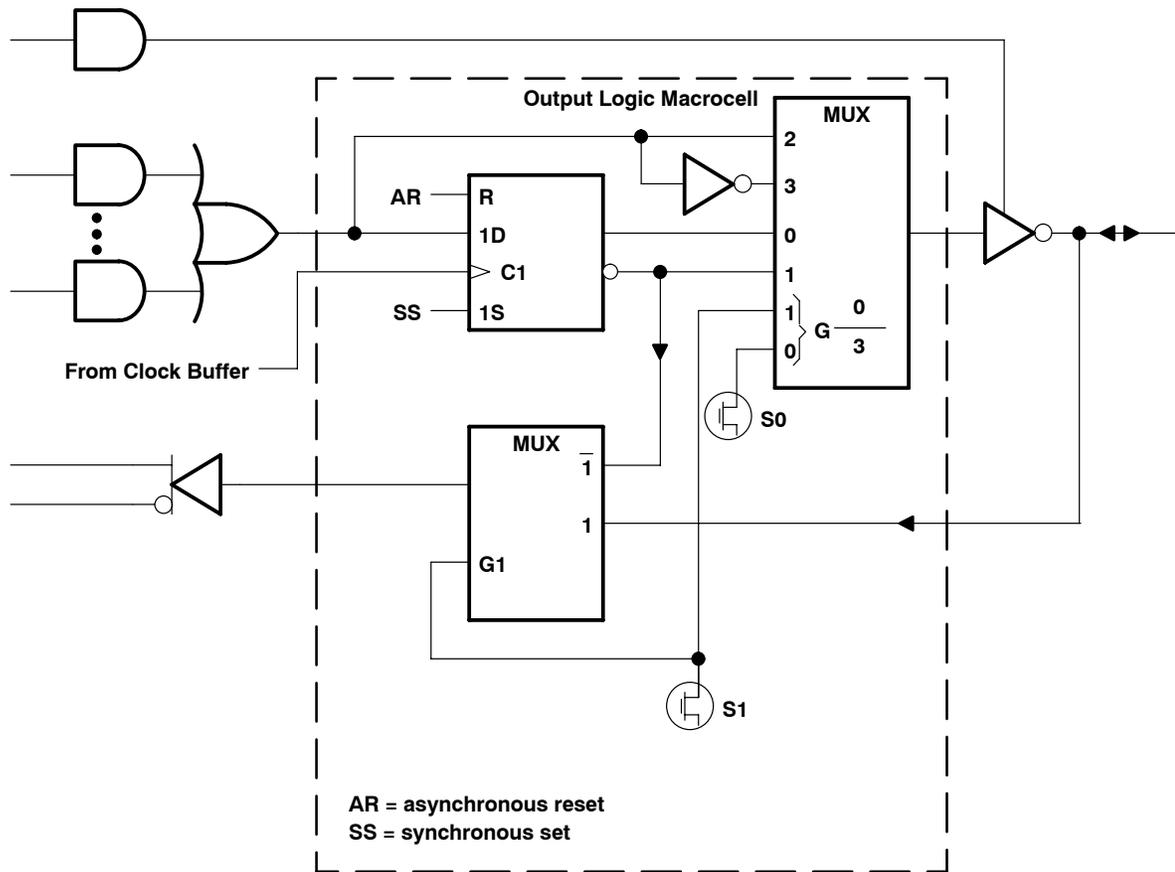 Output Logic Macrocell
MUX
2
3
AR
R
1D
0
C1
1
SS
1S
1
0
G
0
3
From Clock Buffer
S0
MUX
1̅
1
G1
S1
AR = asynchronous reset
SS = synchronous set